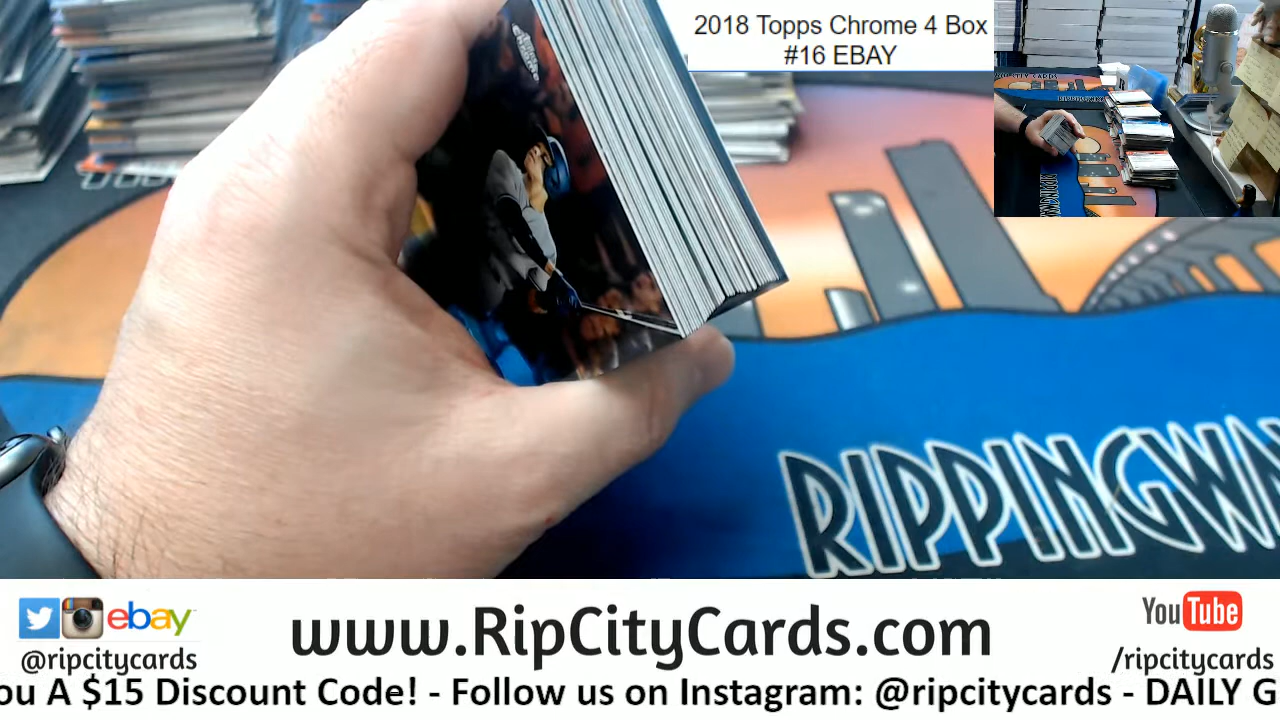 2018 Topps Chrome 4 Box
#16 EBAY
RIPPINGWA
ebay
@ripcitycards
www.RipCityCards.com
YouTube
/ripcitycards
ou A $15 Discount Code! - Follow us on Instagram: @ripcitycards - DAILY G